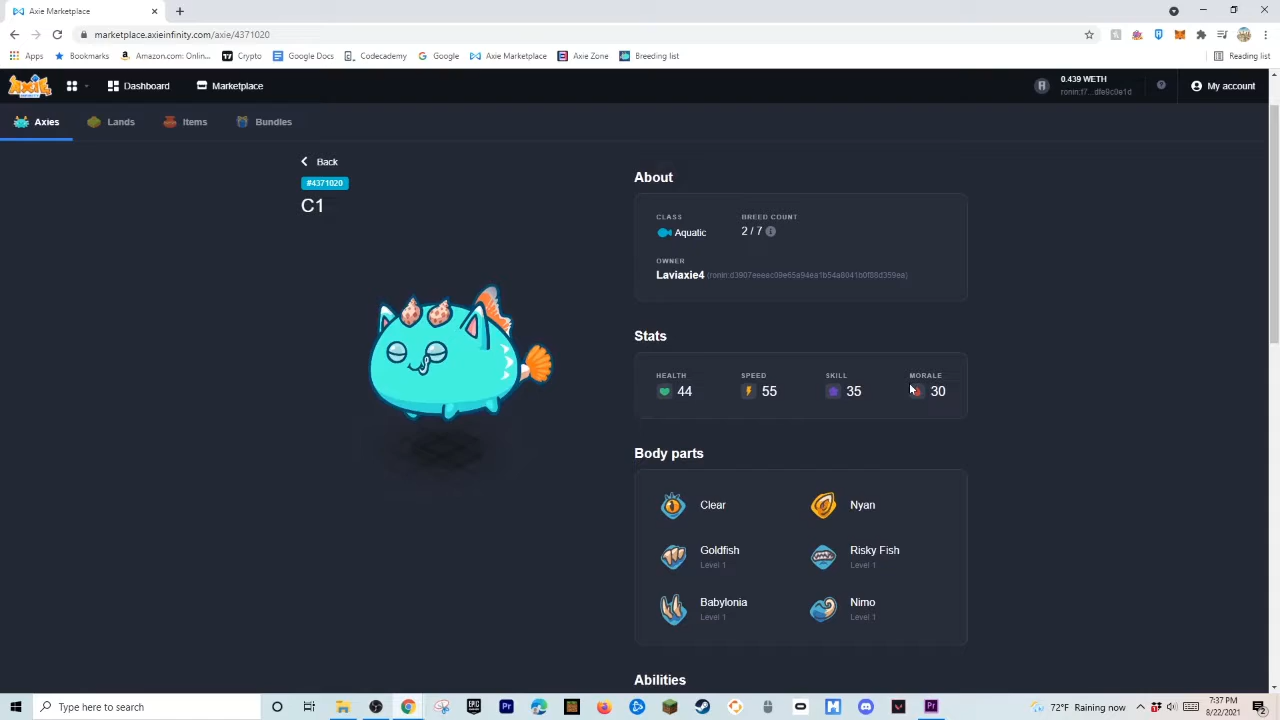 Axie Marketplace
marketplace.axieinfinity.com/axie/4371020
Apps Bookmarks Amazon.com: Onlin... Crypto Google Docs Codecademy Google Axie Marketplace Axie Zone Breeding list Reading list
AXIE Dashboard Marketplace 0.439 WETH My account
Axies Lands Items Bundles
Back
#4371020
C1
About
CLASS BREED COUNT
Aquatic 2 / 7
OWNER
Laviaxie4
Stats
HEALTH SPEED SKILL MORALE
44 55 35 30
Body parts
Clear Nyan
Goldfish Risky Fish
Level 1 Level 1
Babylonia Nimo
Level 1 Level 1
Abilities
Type here to search
72°F Raining now 7:37 PM
8/22/2021